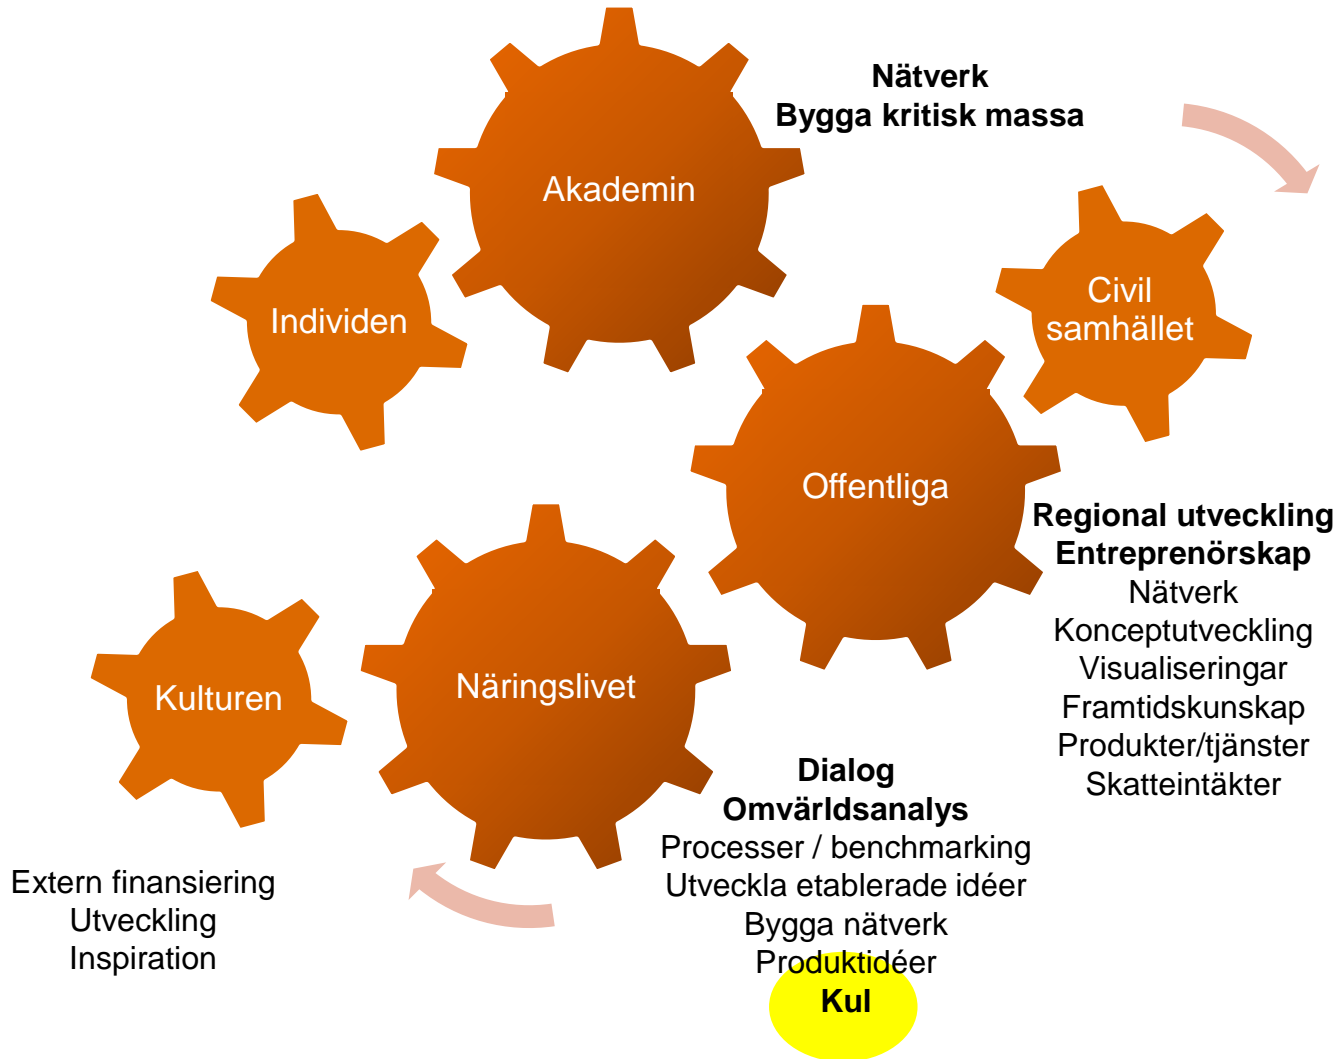 Nätverk
Bygga kritisk massa
Akademin
Individen
Civil
samhället
Offentliga
Regional utveckling
Entreprenörskap
Nätverk
Konceptutveckling
Visualiseringar
Framtidskunskap
Produkter/tjänster
Skatteintäkter
Kulturen
Näringslivet
Dialog
Omvärldsanalys
Processer / benchmarking
Utveckla etablerade idéer
Bygga nätverk
Produktidéer
Kul
Extern finansiering
Utveckling
Inspiration